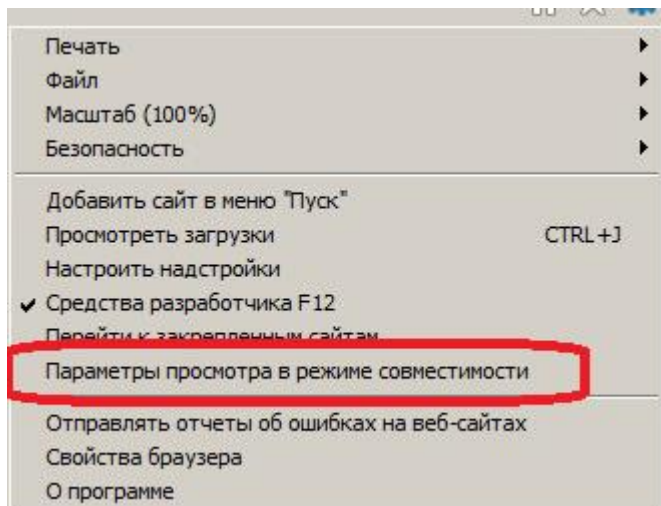 Печать
Файл
Масштаб (100%)
Безопасность
Добавить сайт в меню "Пуск"
Просмотреть загрузки CTRL+J
Настроить надстройки
Средства разработчика F12
Перейти к закрепленным сайтам
Параметры просмотра в режиме совместимости
Отправлять отчеты об ошибках на веб-сайтах
Свойства браузера
О программе